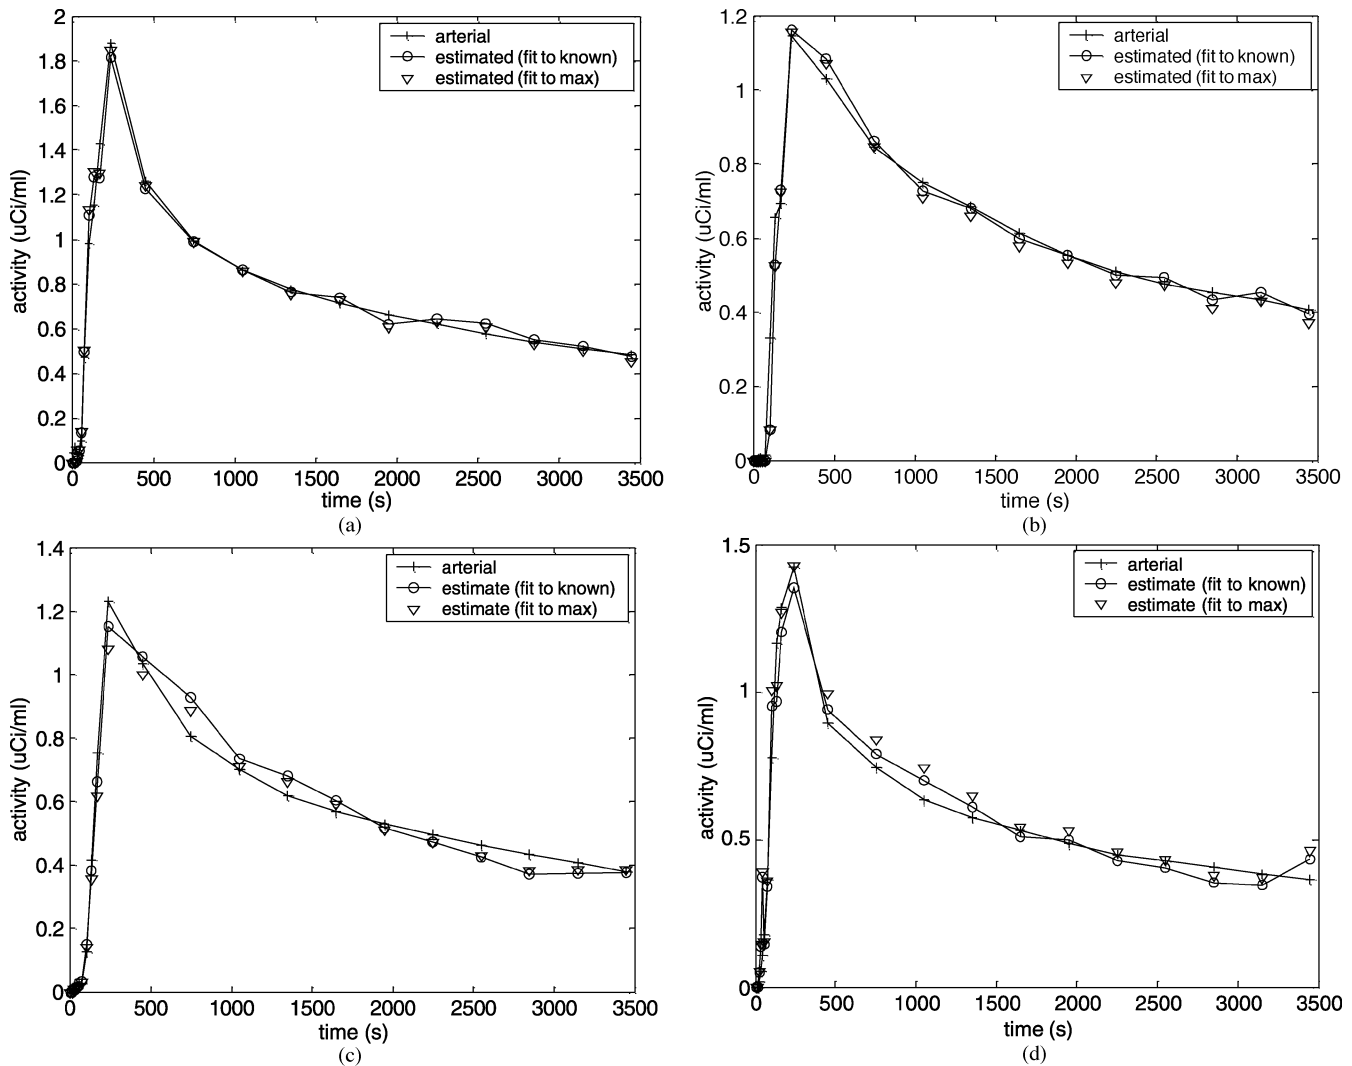 2
1.8
1.6
1.4
1.2
1
0.8
0.6
0.4
0.2
0
0 500 1000 1500 2000 2500 3000 3500
activity (uCi/ml)
time (s)
arterial
estimated (fit to known)
estimated (fit to max)
(a)
1.2
1
0.8
0.6
0.4
0.2
0
0 500 1000 1500 2000 2500 3000 3500
activity (uCi/ml)
time (s)
arterial
estimated (fit to known)
estimated (fit to max)
(b)
1.4
1.2
1
0.8
0.6
0.4
0.2
0
0 500 1000 1500 2000 2500 3000 3500
activity (uCi/ml)
time (s)
arterial
estimate (fit to known)
estimate (fit to max)
(c)
1.5
1
0.5
0
0 500 1000 1500 2000 2500 3000 3500
activity (uCi/ml)
time (s)
arterial
estimate (fit to known)
estimate (fit to max)
(d)